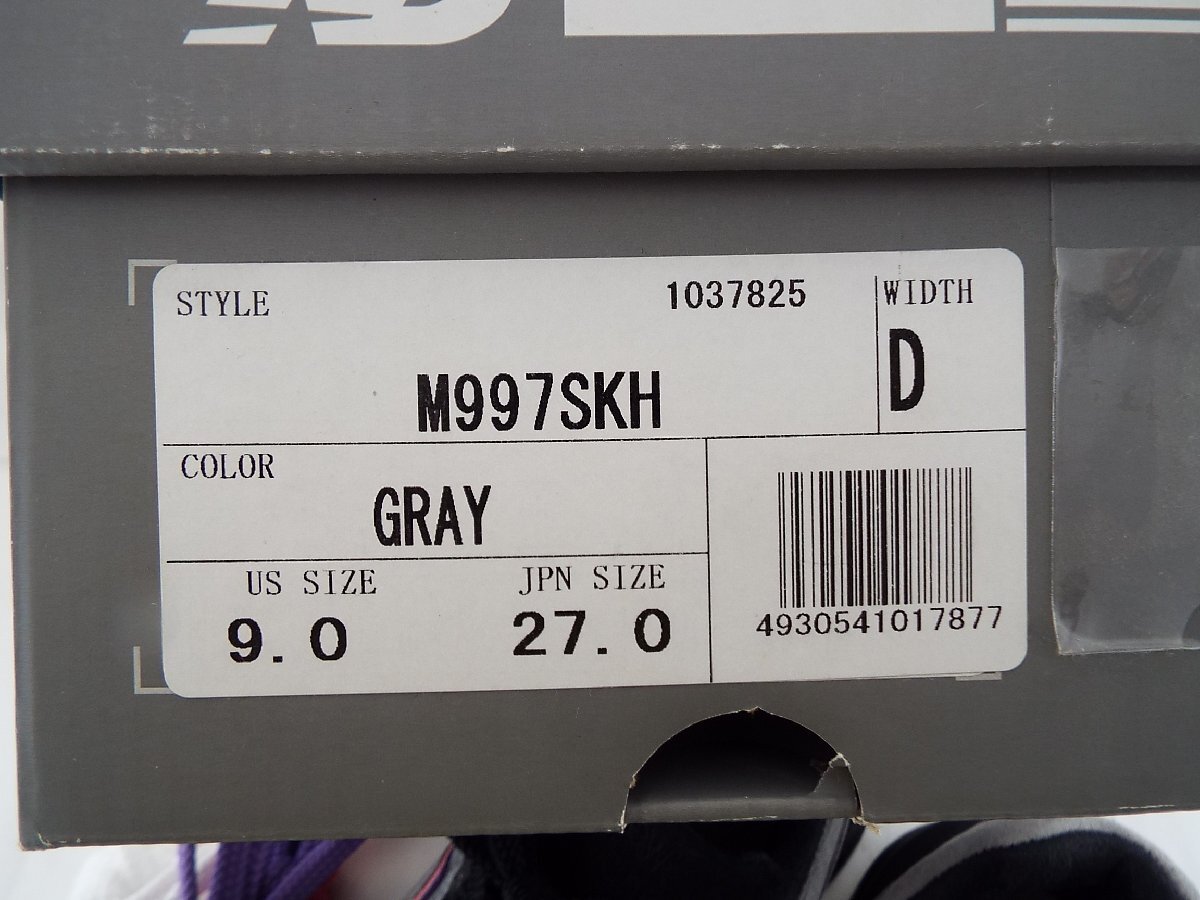 STYLE 1037825 WIDTH
M997SKH D
COLOR
GRAY
US SIZE JPN SIZE
9.0 27.0
4930541017877